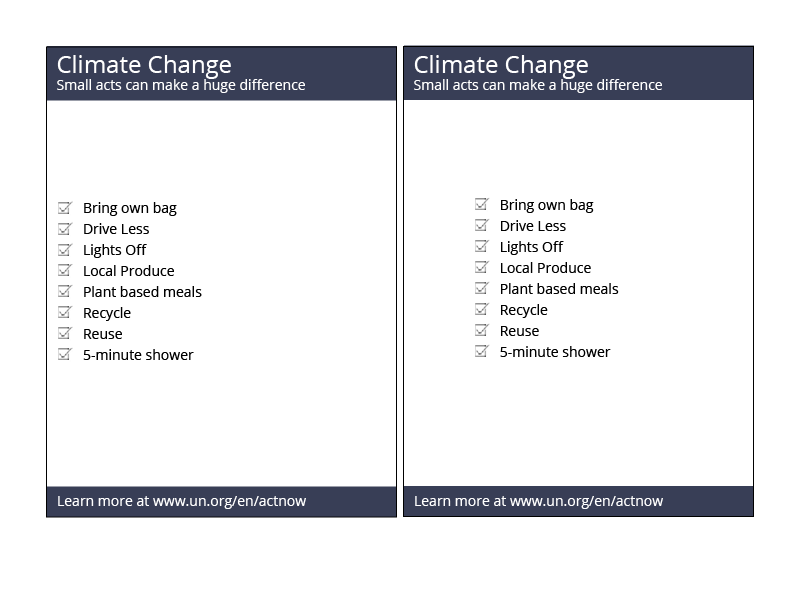 Climate Change
Small acts can make a huge difference
Bring own bag
Drive Less
Lights Off
Local Produce
Plant based meals
Recycle
Reuse
5-minute shower
Learn more at www.un.org/en/actnow
Climate Change
Small acts can make a huge difference
Bring own bag
Drive Less
Lights Off
Local Produce
Plant based meals
Recycle
Reuse
5-minute shower
Learn more at www.un.org/en/actnow